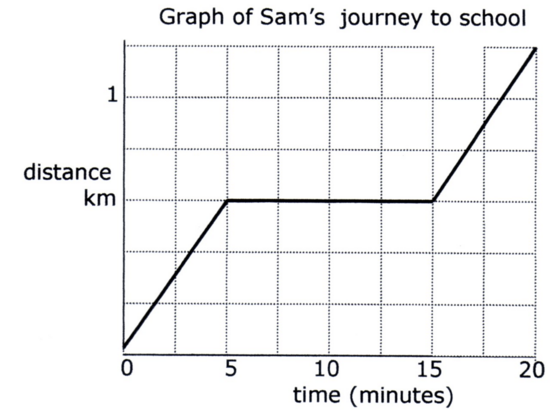 Graph of Sam's journey to school
1
distance
km
0 5 10 15 20
time (minutes)